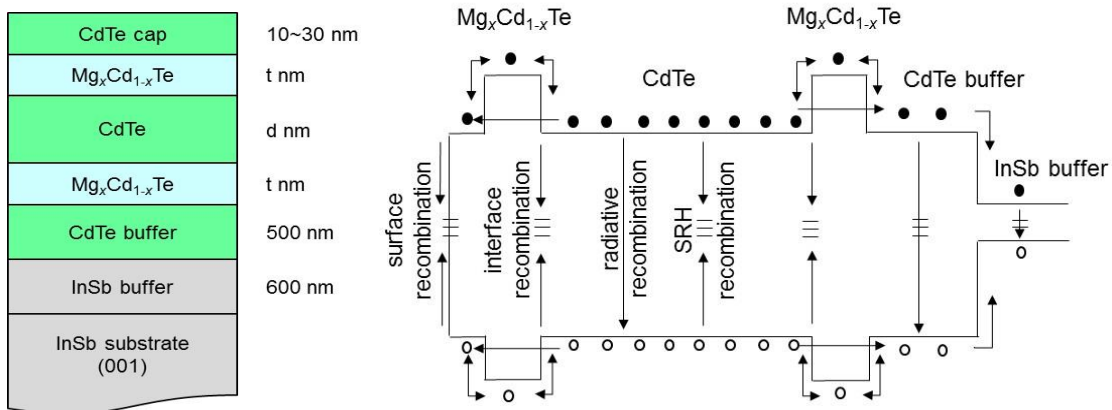 CdTe cap
10~30 nm
MgxCd1-xTe
t nm
CdTe
d nm
MgxCd1-xTe
t nm
CdTe buffer
500 nm
InSb buffer
600 nm
InSb substrate
(001)
MgxCd1-xTe
MgxCd1-xTe
CdTe
CdTe buffer
InSb buffer
surface
recombination
interface
recombination
radiative
recombination
SRH
recombination